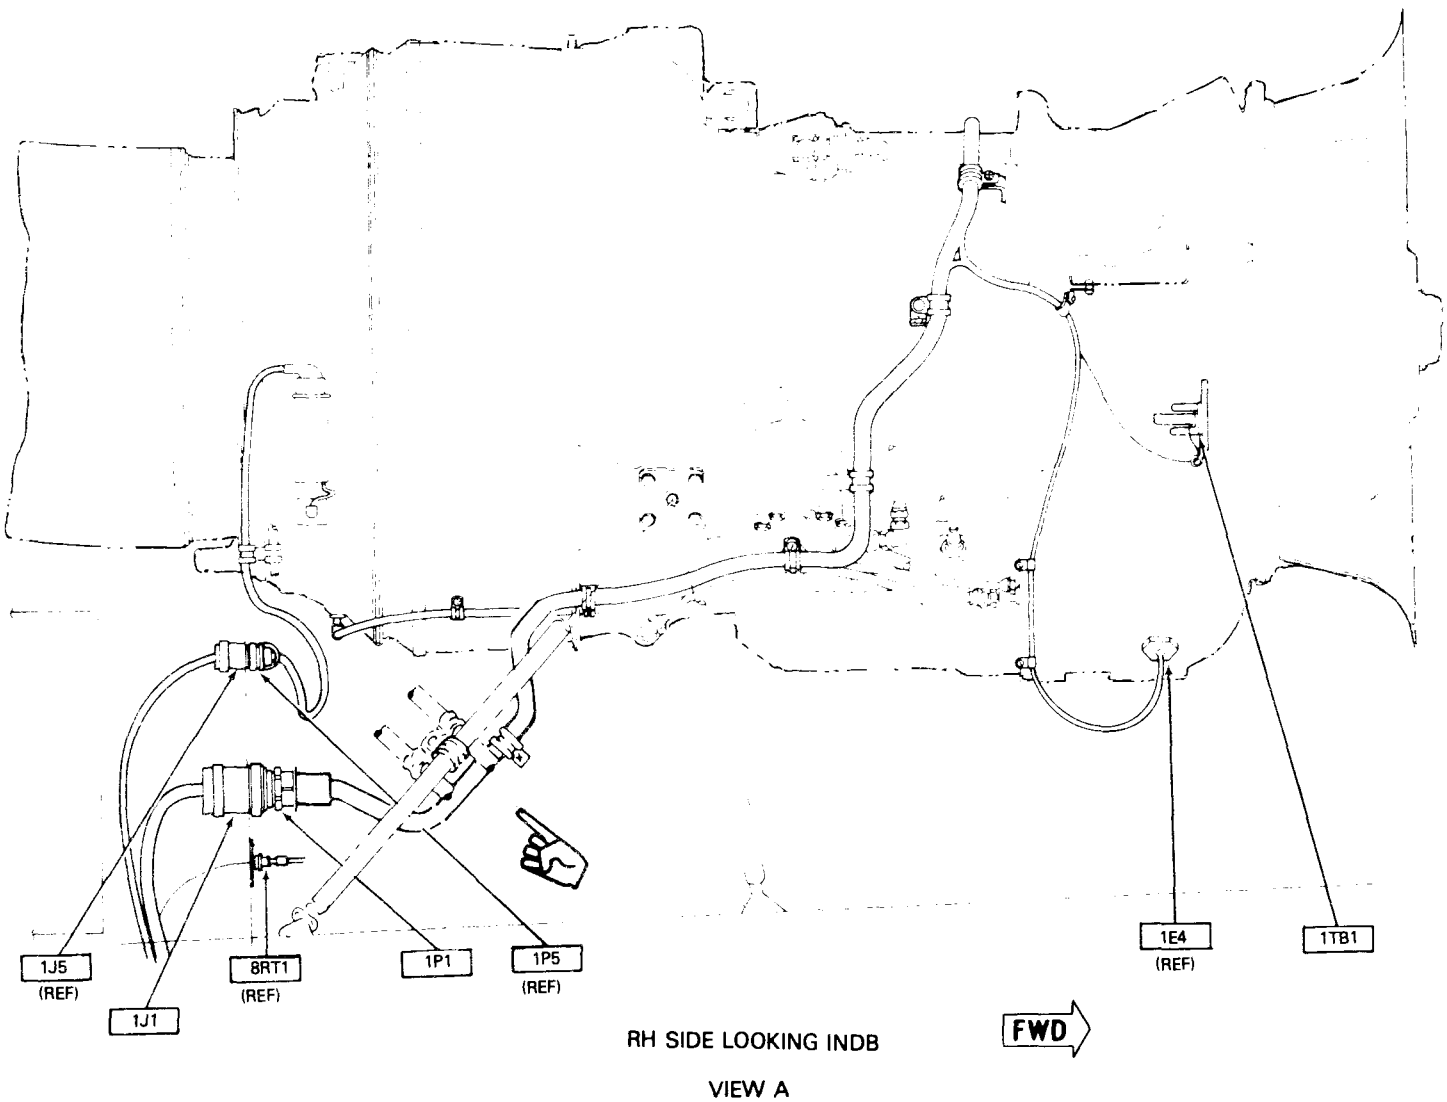 1J5
(REF)
1J1
8RT1
(REF)
1P1
1P5
(REF)
1E4
(REF)
1TB1
RH SIDE LOOKING INDB
FWD
VIEW A